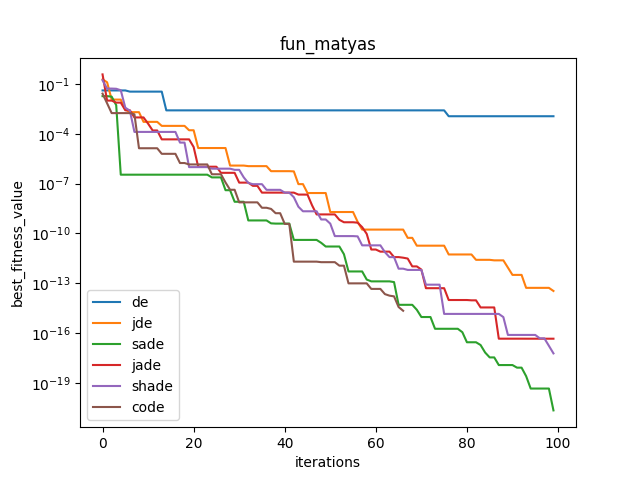 fun_matyas
best_fitness_value
10^-1
10^-4
10^-7
10^-10
10^-13
10^-16
10^-19
de
jde
sade
jade
shade
code
0 20 40 60 80 100
iterations